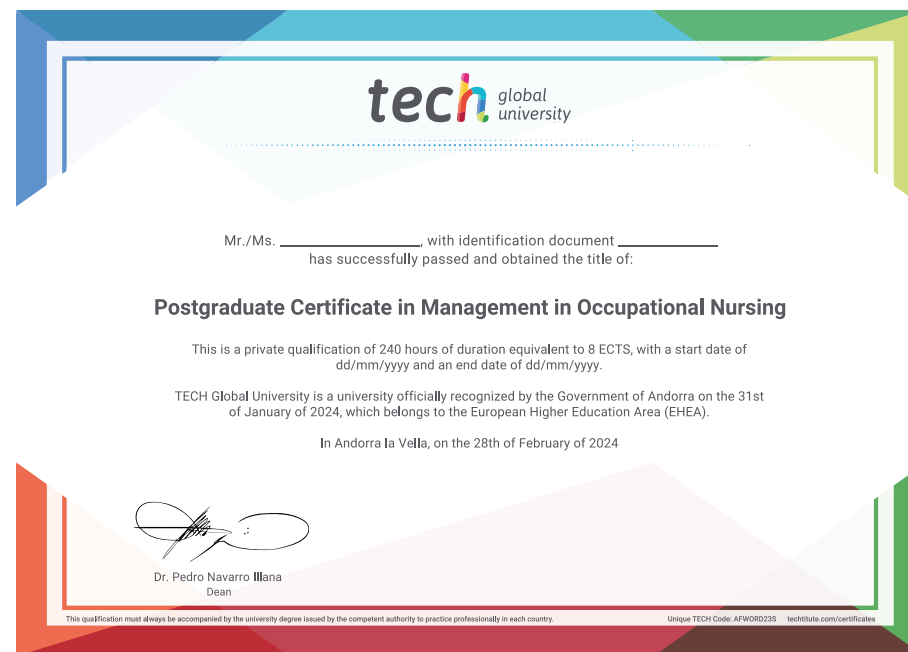 tech global university
Mr./Ms. ____________, with identification document ____________
has successfully passed and obtained the title of:
Postgraduate Certificate in Management in Occupational Nursing
This is a private qualification of 240 hours of duration equivalent to 8 ECTS, with a start date of
dd/mm/yyyy and an end date of dd/mm/yyyy.
TECH Global University is a university officially recognized by the Government of Andorra on the 31st
of January of 2024, which belongs to the European Higher Education Area (EHEA).
In Andorra la Vella, on the 28th of February of 2024
Dr. Pedro Navarro Illana
Dean
This qualification must always be accompanied by the university degree issued by the competent authority to practice professionally in each country. Unique TECH Code: AFWORD23S techtitute.com/certificates